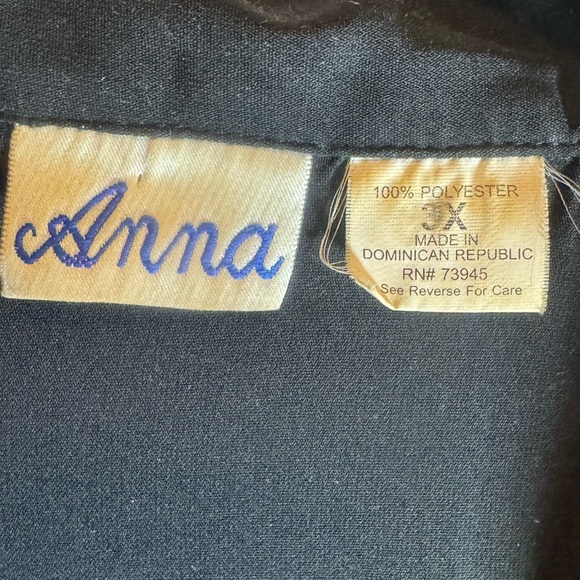 Anna
100% POLYESTER
3X
MADE IN
DOMINICAN REPUBLIC
RN# 73945
See Reverse For Care